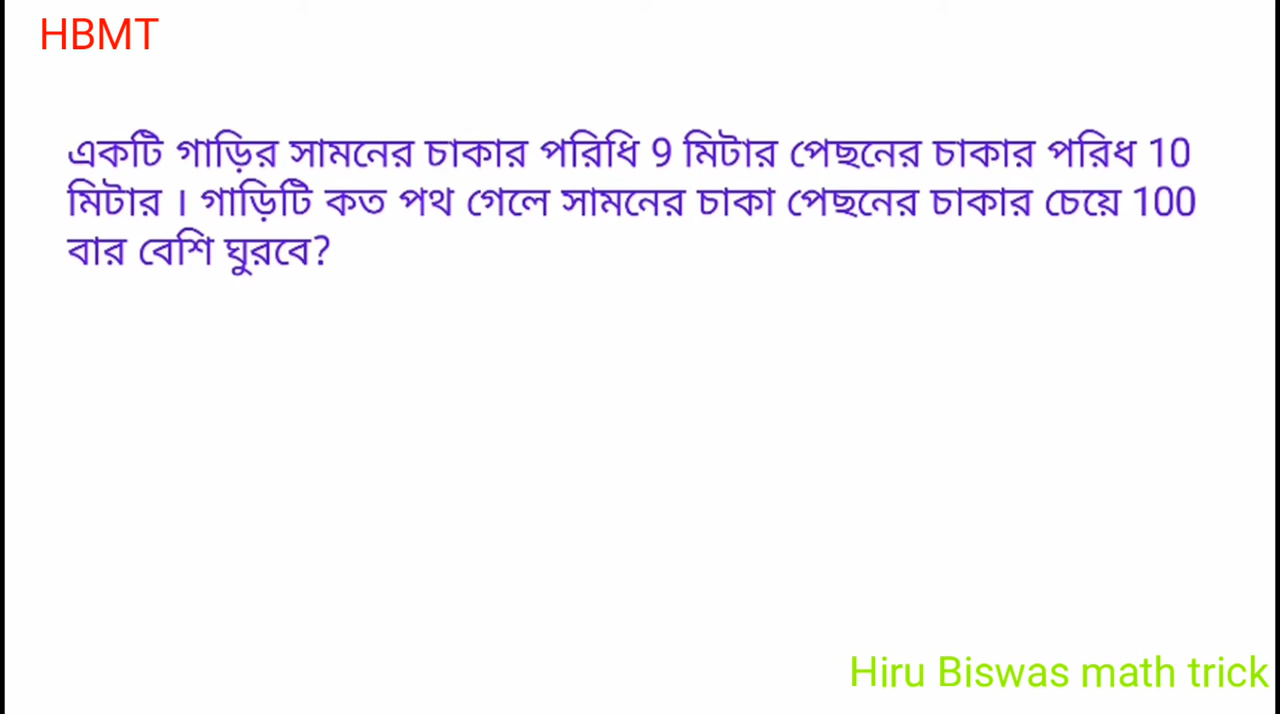 HBMT
একটি গাড়ির সামনের চাকার পরিধি 9 মিটার পেছনের চাকার পরিধ 10
মিটার । গাড়িটি কত পথ গেলে সামনের চাকা পেছনের চাকার চেয়ে 100
বার বেশি ঘুরবে?
Hiru Biswas math trick